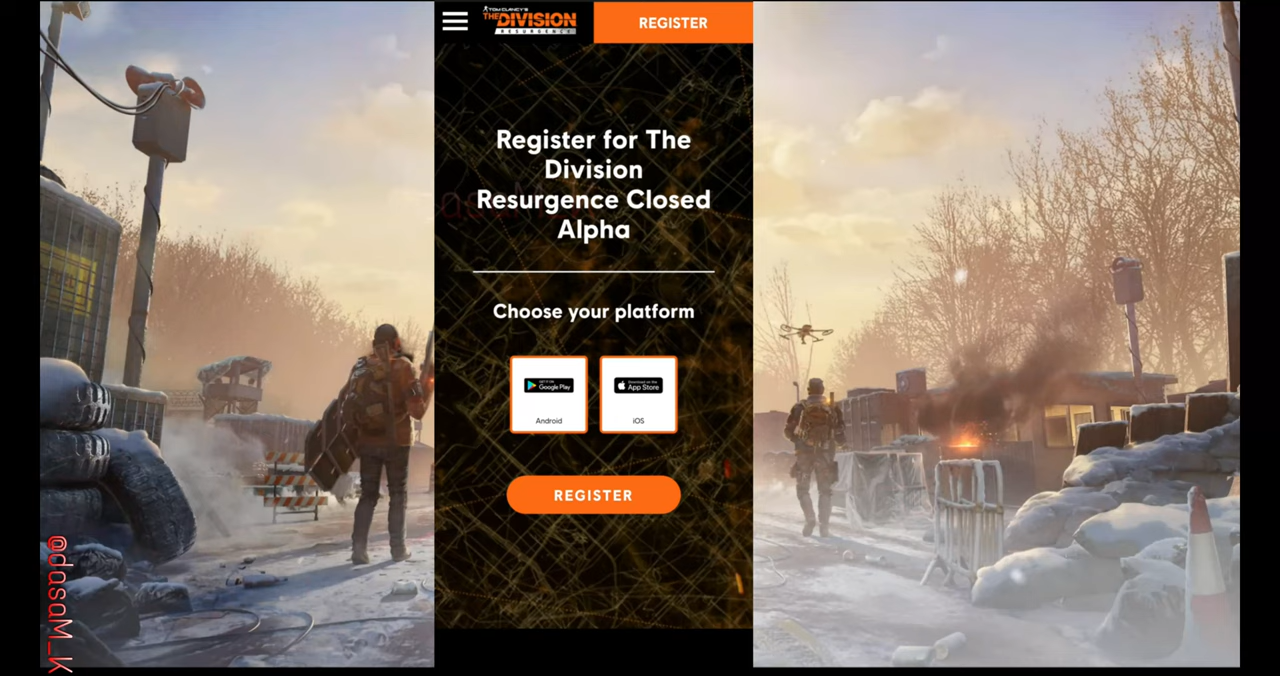 TOM CLANCY'S
THE DIVISION
RESURGENCE
REGISTER
Register for The
Division
Resurgence Closed
Alpha
Choose your platform
GET IT ON
Google Play
Download on the
App Store
Android
iOS
REGISTER
@dasaM_K